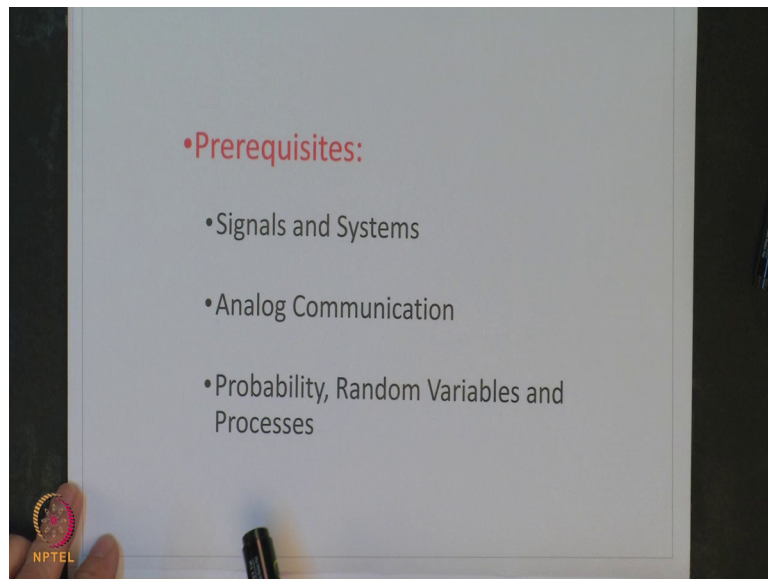 •Prerequisites:
•Signals and Systems
•Analog Communication
•Probability, Random Variables and
Processes
NPTEL